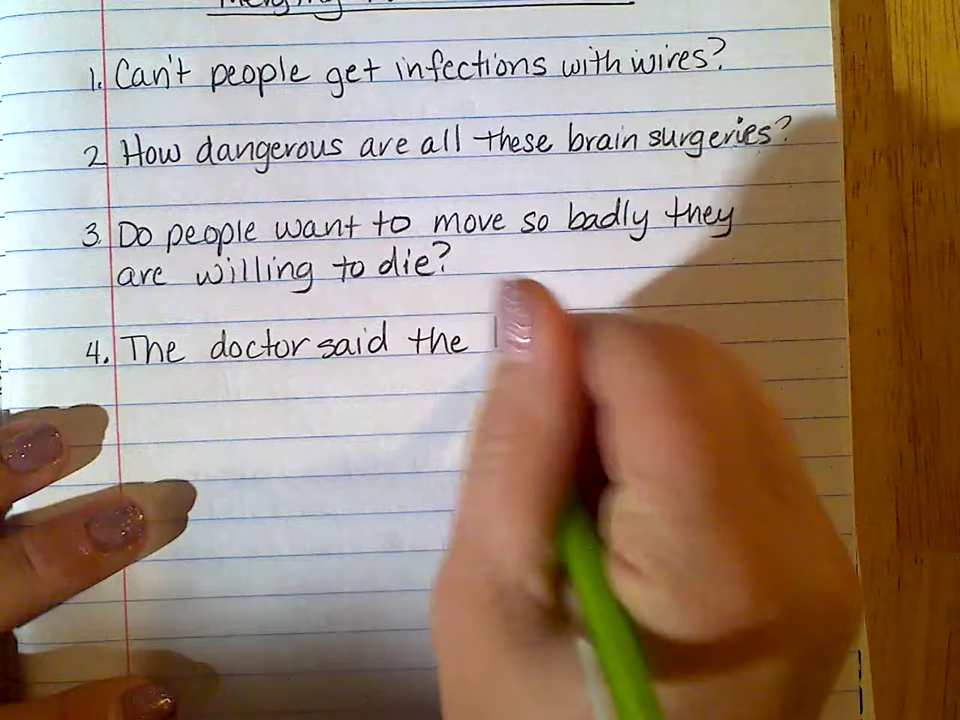 Merging
1. Can't people get infections with wires?
2 How dangerous are all these brain surgeries?
3. Do people want to move so badly they
are willing to die?
4. The doctor said the